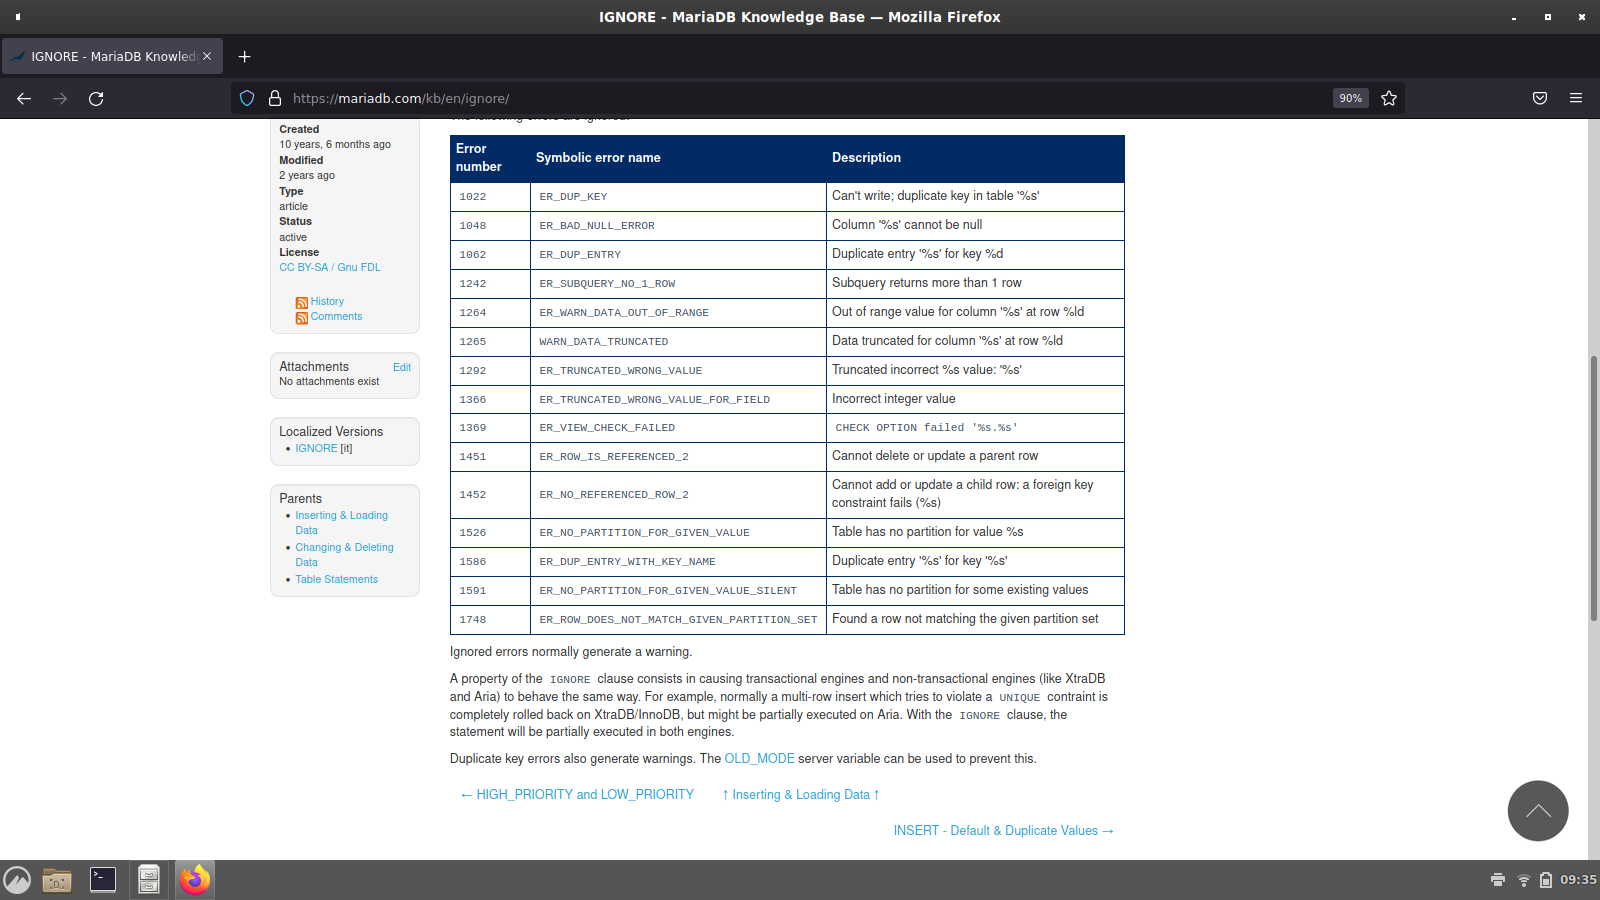 IGNORE - MariaDB Knowledge Base — Mozilla Firefox
IGNORE - MariaDB Knowled
https://mariadb.com/kb/en/ignore/
90%
The following errors are ignored:
Created
10 years, 6 months ago
Modified
2 years ago
Type
article
Status
active
License
CC BY-SA / Gnu FDL
History
Comments
Attachments Edit
No attachments exist
Localized Versions
• IGNORE [it]
Parents
• Inserting & Loading
Data
• Changing & Deleting
Data
• Table Statements
Error number Symbolic error name Description
1022 ER_DUP_KEY Can't write; duplicate key in table '%s'
1048 ER_BAD_NULL_ERROR Column '%s' cannot be null
1062 ER_DUP_ENTRY Duplicate entry '%s' for key %d
1242 ER_SUBQUERY_NO_1_ROW Subquery returns more than 1 row
1264 ER_WARN_DATA_OUT_OF_RANGE Out of range value for column '%s' at row %ld
1265 WARN_DATA_TRUNCATED Data truncated for column '%s' at row %ld
1292 ER_TRUNCATED_WRONG_VALUE Truncated incorrect %s value: '%s'
1366 ER_TRUNCATED_WRONG_VALUE_FOR_FIELD Incorrect integer value
1369 ER_VIEW_CHECK_FAILED CHECK OPTION failed '%s.%s'
1451 ER_ROW_IS_REFERENCED_2 Cannot delete or update a parent row
1452 ER_NO_REFERENCED_ROW_2 Cannot add or update a child row: a foreign key
constraint fails (%s)
1526 ER_NO_PARTITION_FOR_GIVEN_VALUE Table has no partition for value %s
1586 ER_DUP_ENTRY_WITH_KEY_NAME Duplicate entry '%s' for key '%s'
1591 ER_NO_PARTITION_FOR_GIVEN_VALUE_SILENT Table has no partition for some existing values
1748 ER_ROW_DOES_NOT_MATCH_GIVEN_PARTITION_SET Found a row not matching the given partition set
Ignored errors normally generate a warning.
A property of the IGNORE clause consists in causing transactional engines and non-transactional engines (like XtraDB
and Aria) to behave the same way. For example, normally a multi-row insert which tries to violate a UNIQUE contraint is
completely rolled back on XtraDB/InnoDB, but might be partially executed on Aria. With the IGNORE clause, the
statement will be partially executed in both engines.
Duplicate key errors also generate warnings. The OLD_MODE server variable can be used to prevent this.
← HIGH_PRIORITY and LOW_PRIORITY ↑ Inserting & Loading Data ↑
INSERT - Default & Duplicate Values →
09:35